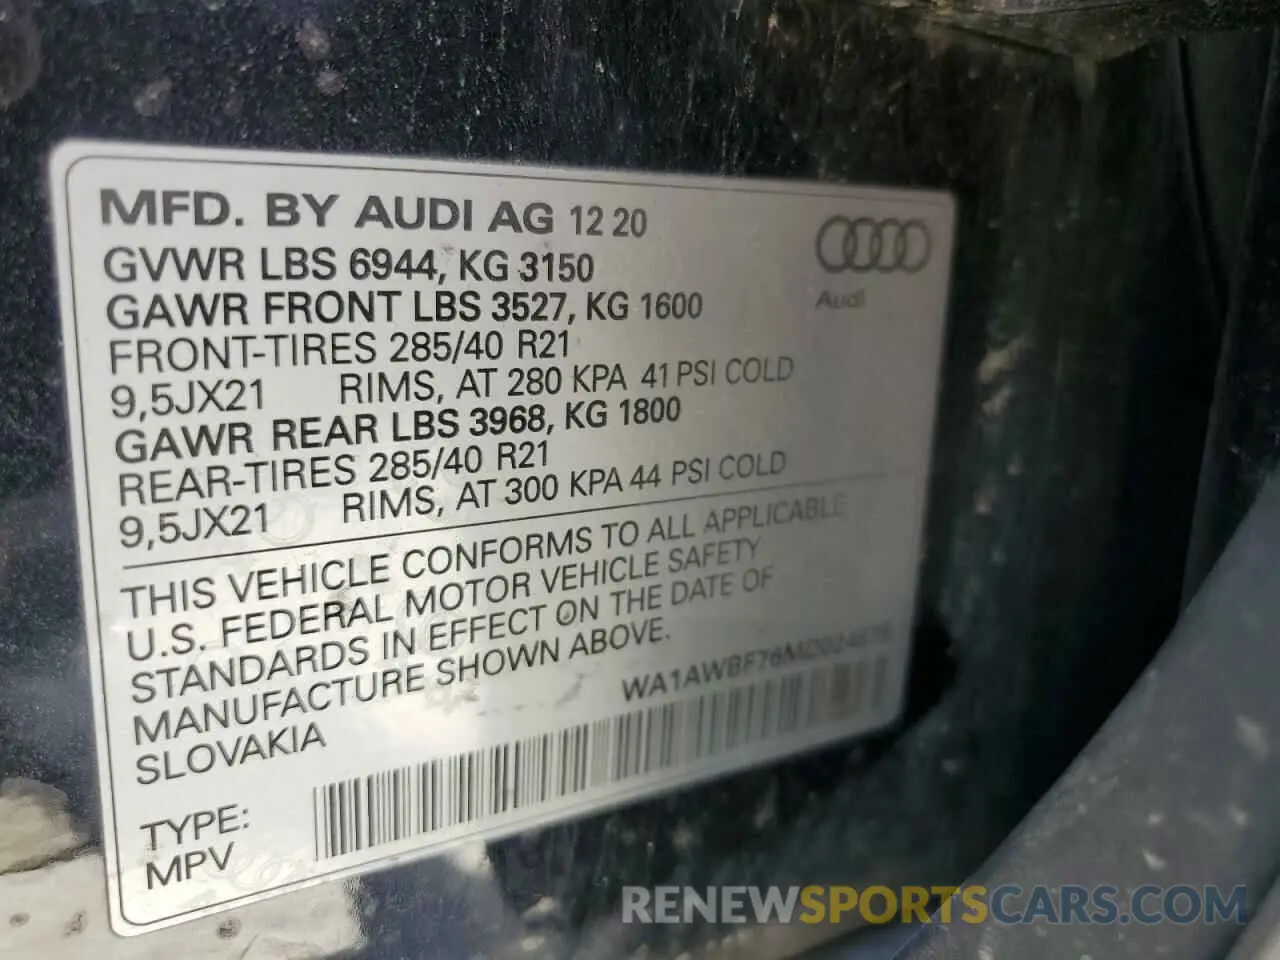 MFD. BY AUDI AG 12 20
GVWR LBS 6944, KG 3150
GAWR FRONT LBS 3527, KG 1600
FRONT-TIRES 285/40 R21
9,5JX21 RIMS, AT 280 KPA 41 PSI COLD
GAWR REAR LBS 3968, KG 1800
REAR-TIRES 285/40 R21
9,5JX21 RIMS, AT 300 KPA 44 PSI COLD
Audi
THIS VEHICLE CONFORMS TO ALL APPLICABLE
U.S. FEDERAL MOTOR VEHICLE SAFETY
STANDARDS IN EFFECT ON THE DATE OF
MANUFACTURE SHOWN ABOVE.
SLOVAKIA
TYPE:
MPV
RENEWSPORTSCARS.COM